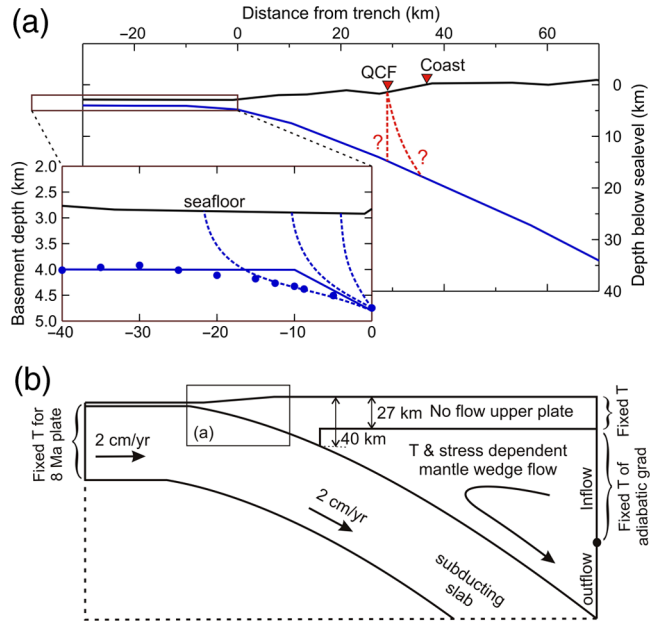 (a)
Distance from trench (km)
−20 0 20 40 60
QCF
Coast
0
10
20
30
40
Depth below sealevel (km)
?
?
2.0
2.5
3.0
3.5
4.0
4.5
5.0
Basement depth (km)
seafloor
−40 −30 −20 −10 0
(b)
Fixed T for
8 Ma plate
2 cm/yr
(a)
27 km
40 km
No flow upper plate
Fixed T
T & stress dependent
mantle wedge flow
Inflow
Fixed T of
adiabatic grad
2 cm/yr
subducting
slab
outflow